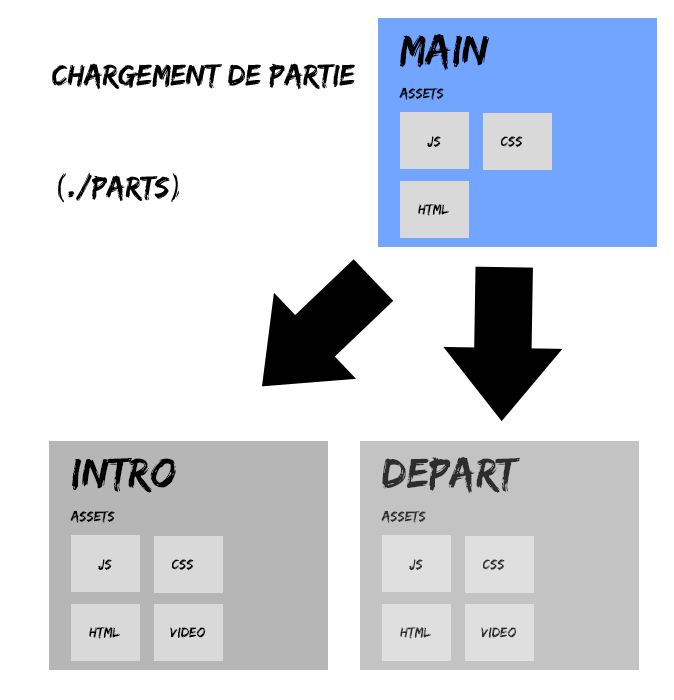 CHARGEMENT DE PARTIE
(./PARTS)
MAIN
ASSETS
JS CSS
HTML
INTRO
ASSETS
JS CSS
HTML VIDEO
DEPART
ASSETS
JS CSS
HTML VIDEO